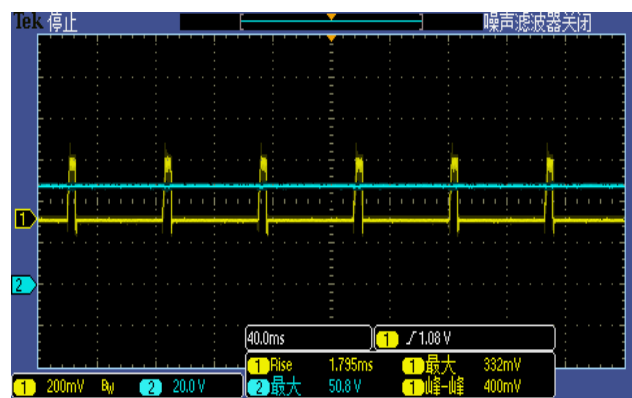 Tek 停止 噪声滤波器关闭
1
2
40.0ms 1 1.08 V
1 Rise 1.795ms 1 最大 332mV
2 最大 50.8 V 1 峰-峰 400mV
1 200mV BW 2 20.0 V